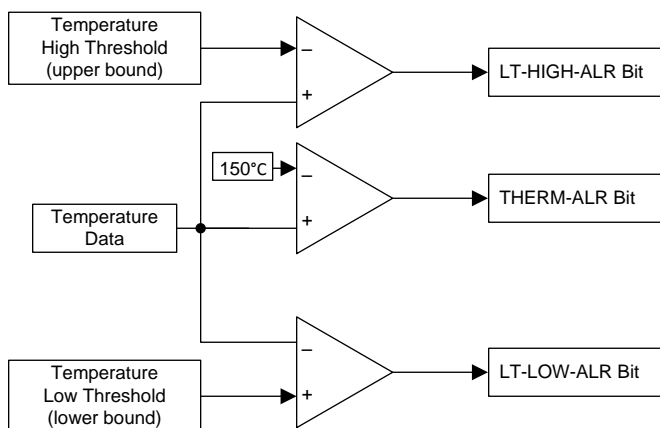 Temperature
High Threshold
(upper bound)
−
+
LT-HIGH-ALR Bit
150°C
−
+
THERM-ALR Bit
Temperature
Data
−
+
LT-LOW-ALR Bit
Temperature
Low Threshold
(lower bound)